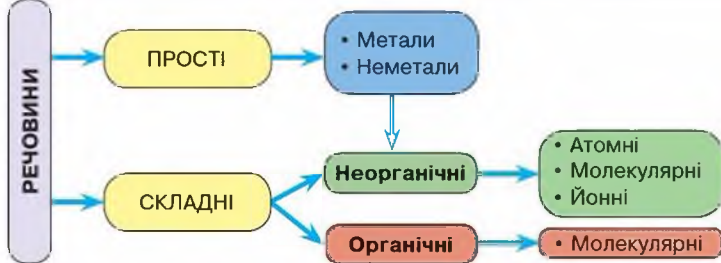 РЕЧОВИНИ
ПРОСТІ
• Метали
• Неметали
СКЛАДНІ
Неорганічні
• Атомні
• Молекулярні
• Йонні
Органічні
• Молекулярні